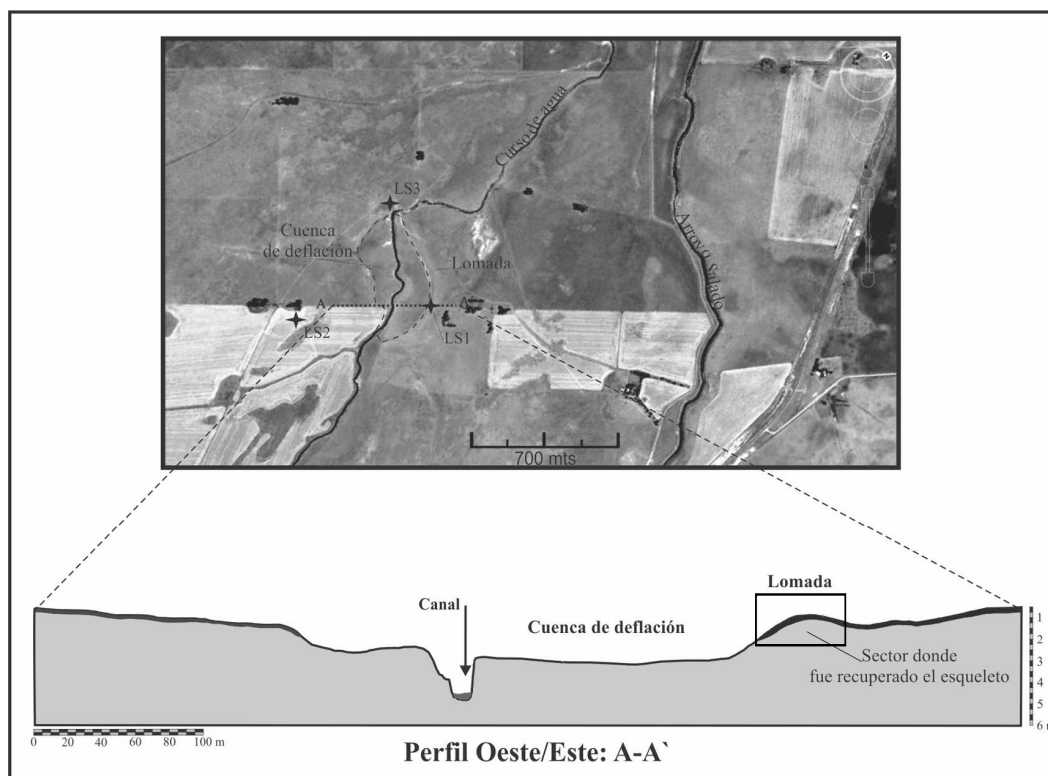 Curso de agua
LS3
Cuenca
de deflación
Lomada
Arroyo Salado
A
A`
LS2
LS1
700 mts
Lomada
Canal
Cuenca de deflación
Sector donde
fue recuperado el esqueleto
1
2
3
4
5
6 m
0 20 40 60 80 100 m
Perfil Oeste/Este: A-A`